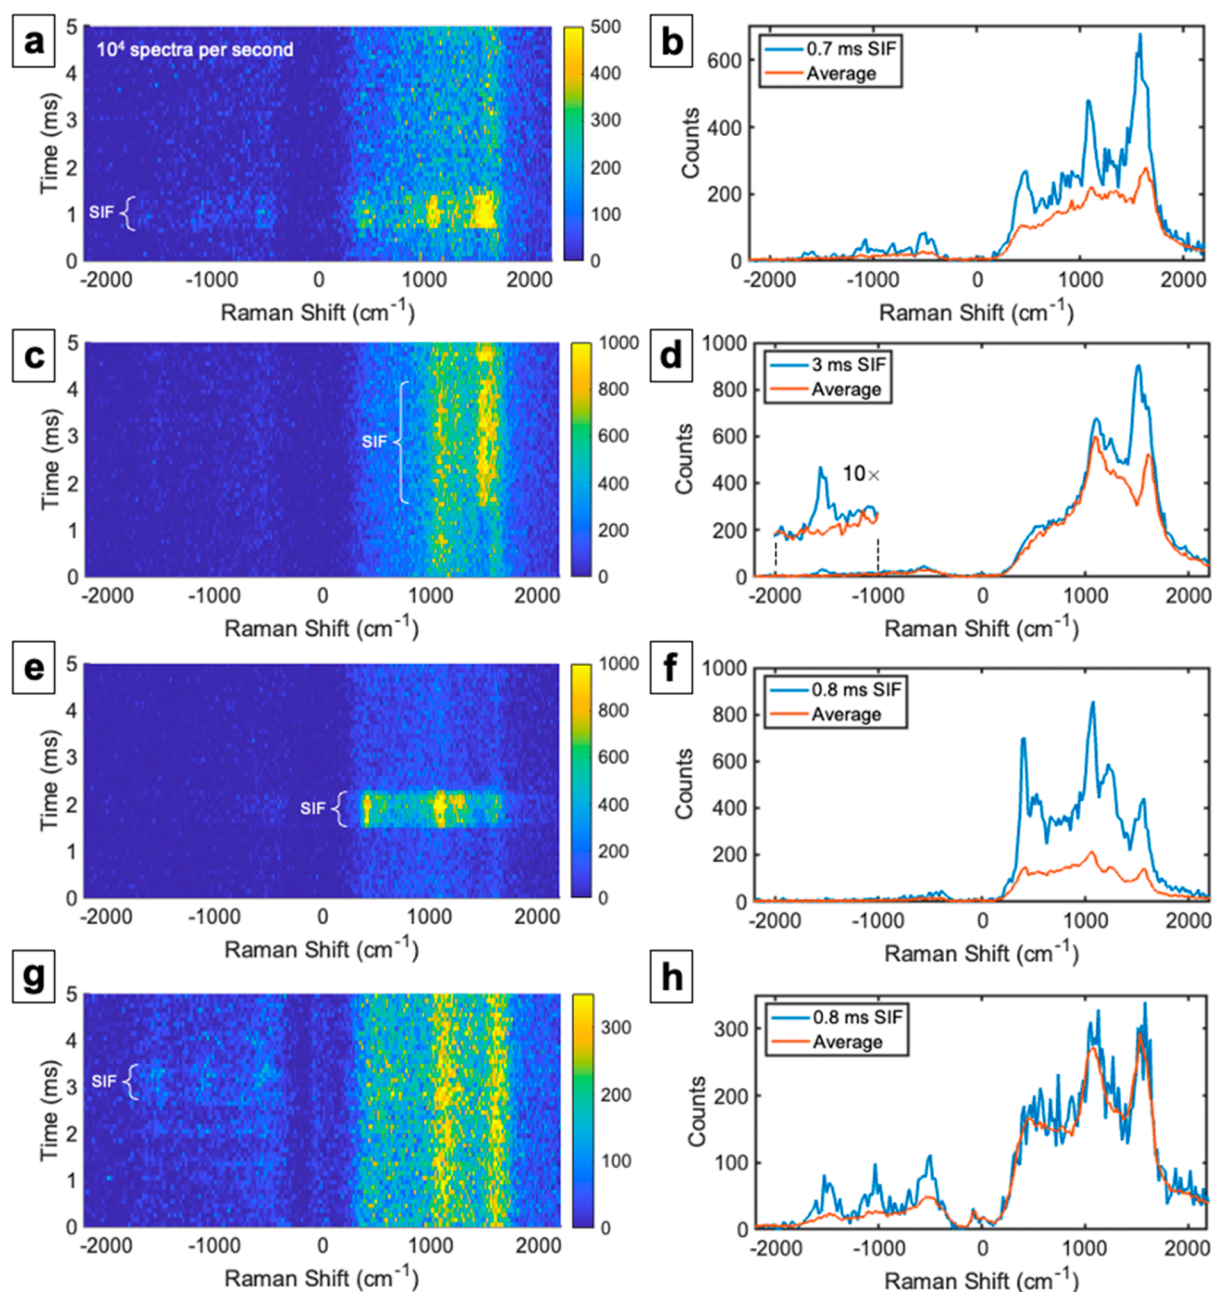 a
10⁴ spectra per second
SIF
Time (ms)
5
4
3
2
1
0
-2000 -1000 0 1000 2000
Raman Shift (cm⁻¹)
500
400
300
200
100
0
b
0.7 ms SIF
Average
Counts
600
400
200
0
-2000 -1000 0 1000 2000
Raman Shift (cm⁻¹)
c
SIF
Time (ms)
5
4
3
2
1
0
-2000 -1000 0 1000 2000
Raman Shift (cm⁻¹)
1000
800
600
400
200
0
d
3 ms SIF
Average
10×
Counts
1000
800
600
400
200
0
-2000 -1000 0 1000 2000
Raman Shift (cm⁻¹)
e
SIF
Time (ms)
5
4
3
2
1
0
-2000 -1000 0 1000 2000
Raman Shift (cm⁻¹)
1000
800
600
400
200
0
f
0.8 ms SIF
Average
Counts
1000
800
600
400
200
0
-2000 -1000 0 1000 2000
Raman Shift (cm⁻¹)
g
SIF
Time (ms)
5
4
3
2
1
0
-2000 -1000 0 1000 2000
Raman Shift (cm⁻¹)
300
200
100
0
h
0.8 ms SIF
Average
Counts
300
200
100
0
-2000 -1000 0 1000 2000
Raman Shift (cm⁻¹)